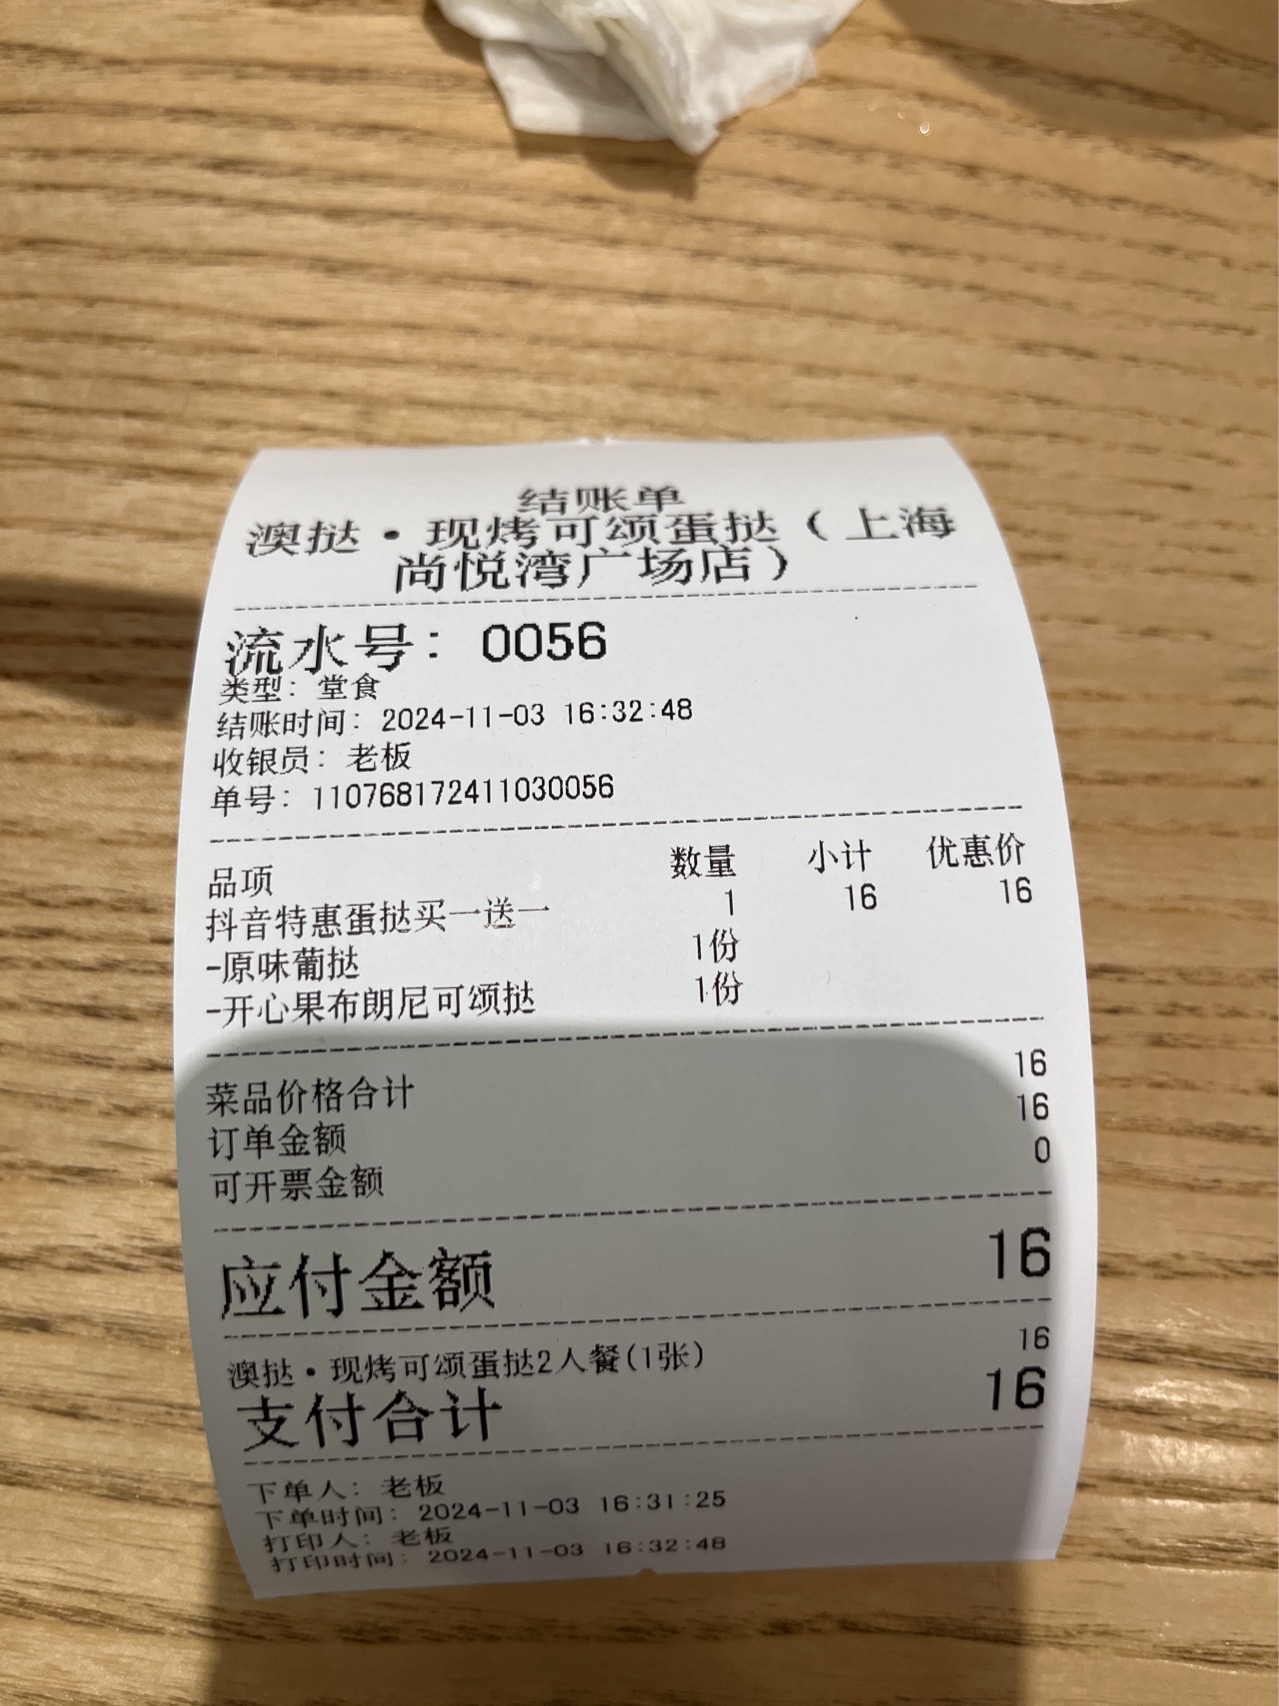 结账单
澳挞·现烤可颂蛋挞（上海
尚悦湾广场店）
流水号：0056
类型：堂食
结账时间：2024-11-03 16:32:48
收银员：老板
单号：110768172411030056
品项 数量 小计 优惠价
抖音特惠蛋挞买一送一 1 16 16
-原味葡挞 1份
-开心果布朗尼可颂挞 1份
菜品价格合计 16
订单金额 16
可开票金额 0
应付金额 16
澳挞·现烤可颂蛋挞2人餐(1张) 16
支付合计 16
下单人：老板
下单时间：2024-11-03 16:31:25
打印人：老板
打印时间：2024-11-03 16:32:48